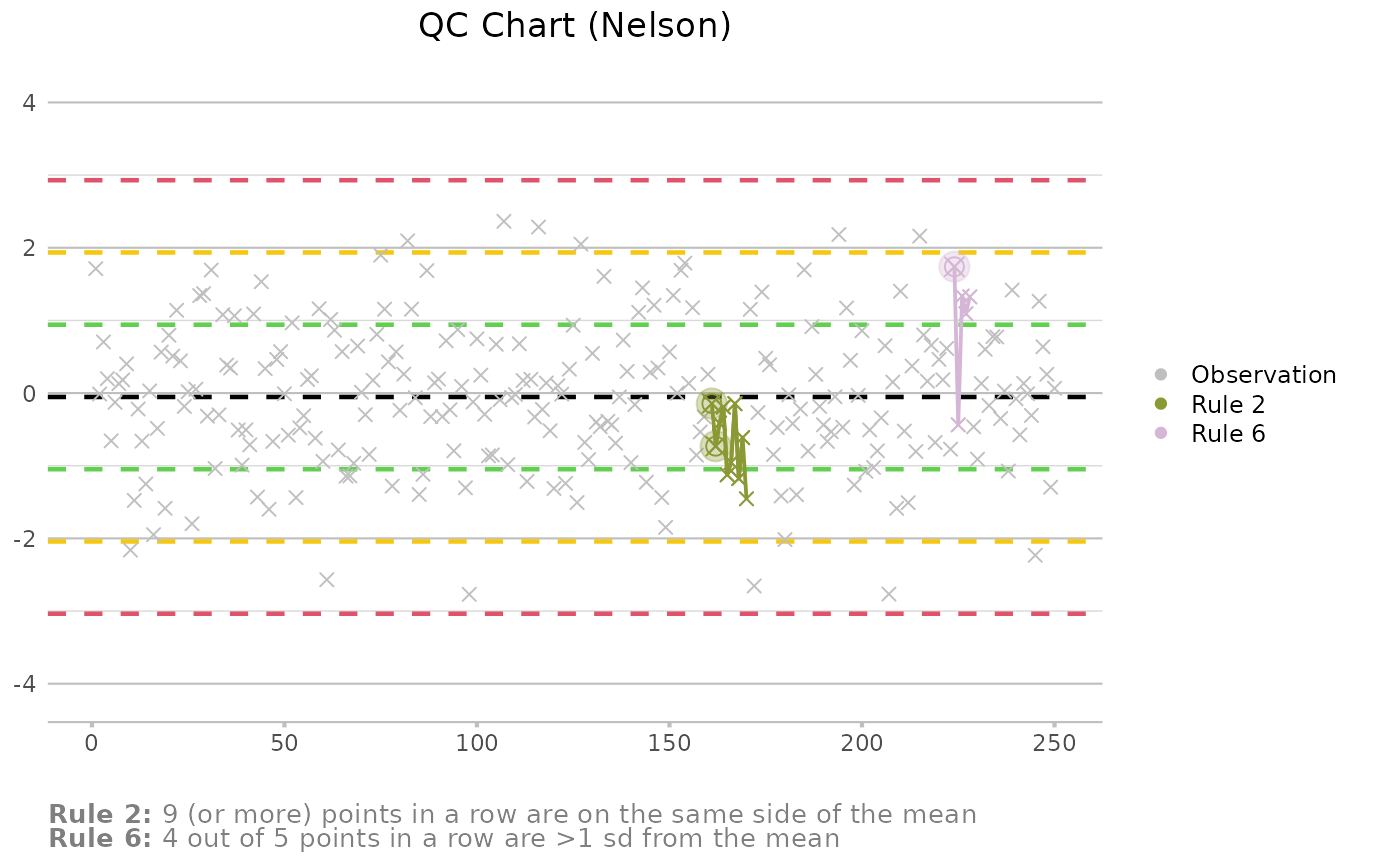 QC Chart (Nelson)
4
2
0
-2
-4
0 50 100 150 200 250
Observation
Rule 2
Rule 6
Rule 2: 9 (or more) points in a row are on the same side of the mean
Rule 6: 4 out of 5 points in a row are >1 sd from the mean